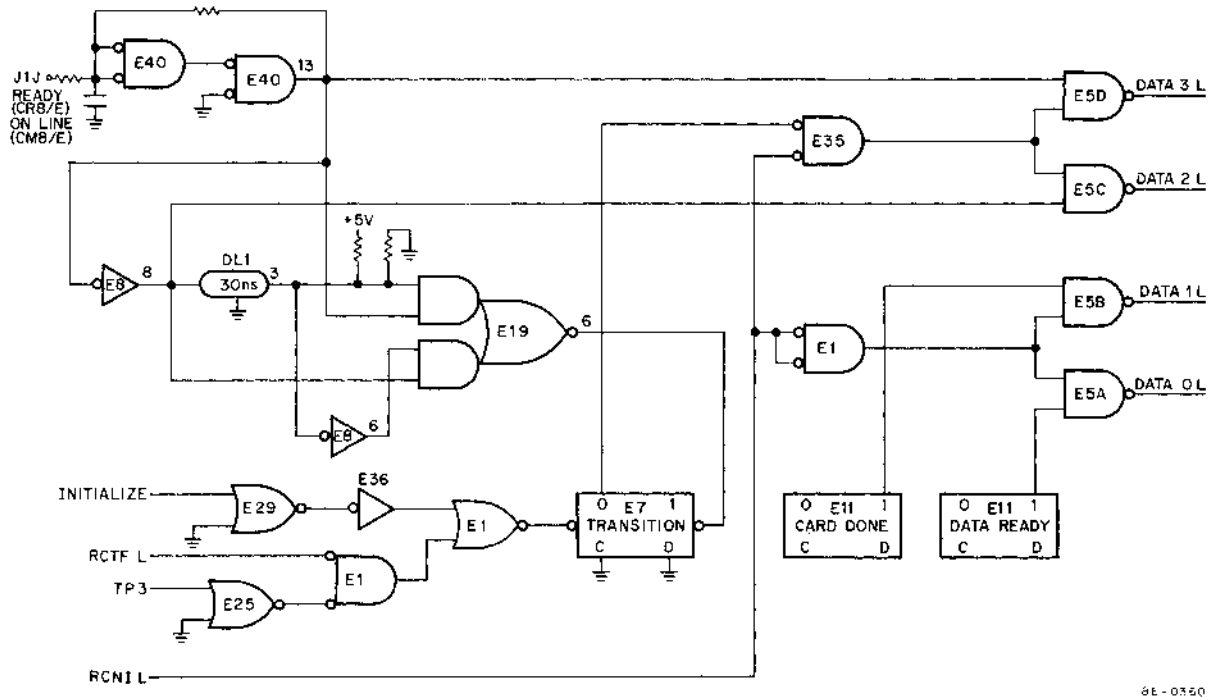 E40
13
E40
J1J
READY
(CR8/E)
ON LINE
(CM8/E)
E5D
DATA 3 L
E35
E5C
DATA 2 L
+5V
DL1
8
3
E8
30ns
E5B
DATA 1 L
E19
6
E1
E5A
DATA 0 L
E8
6
E36
INITIALIZE
E29
E1
0 E7 1
TRANSITION
C D
0 E11 1
CARD DONE
C D
0 E11 1
DATA READY
C D
RCTF L
E1
TP3
E25
RCNI L
8E-0360